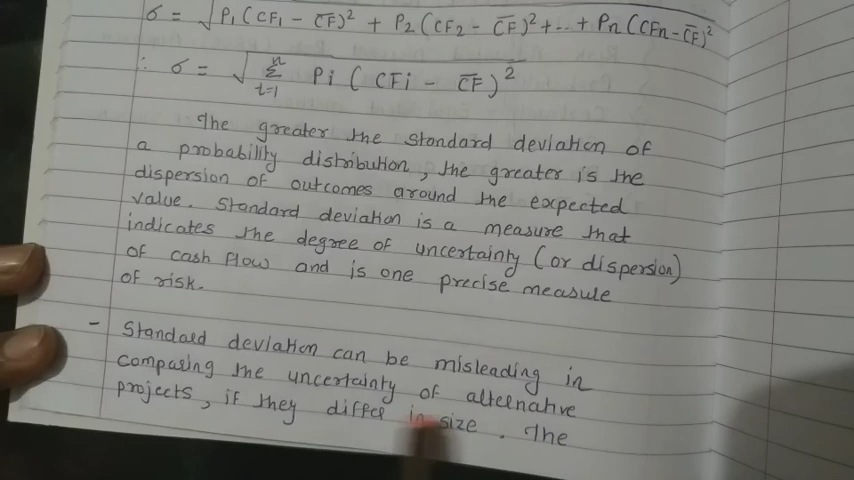 σ = √P₁(CF₁ - C̅F̅)² + P₂(CF₂ - C̅F̅)² + ... + Pn(CFn - C̅F̅)²
∴ σ = √ n Σ t=1 Pi (CFi - C̅F̅)²
The greater the standard deviation of
a probability distribution, the greater is the
dispersion of outcomes around the expected
value. Standard deviation is a measure that
indicates the degree of uncertainty (or dispersion)
of cash flow and is one precise measure
of risk.
- Standard deviation can be misleading in
comparing the uncertainty of alternative
projects, if they differ in size. The